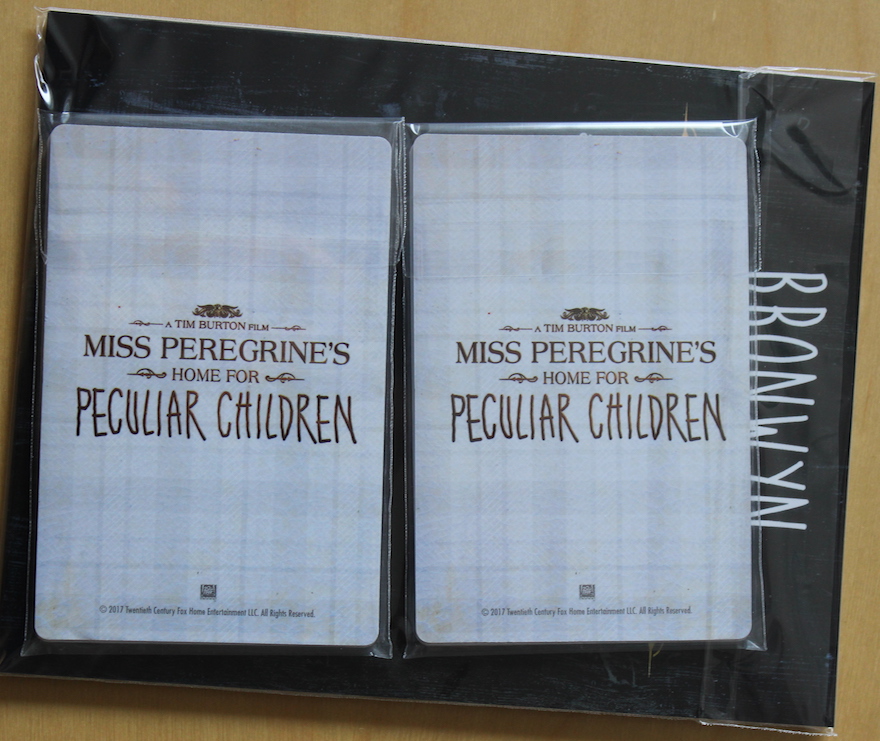 A TIM BURTON FILM
MISS PEREGRINE'S
HOME FOR
PECULIAR CHILDREN
© 2017 Twentieth Century Fox Home Entertainment LLC. All Rights Reserved.
A TIM BURTON FILM
MISS PEREGRINE'S
HOME FOR
PECULIAR CHILDREN
© 2017 Twentieth Century Fox Home Entertainment LLC. All Rights Reserved.
BRONWYN